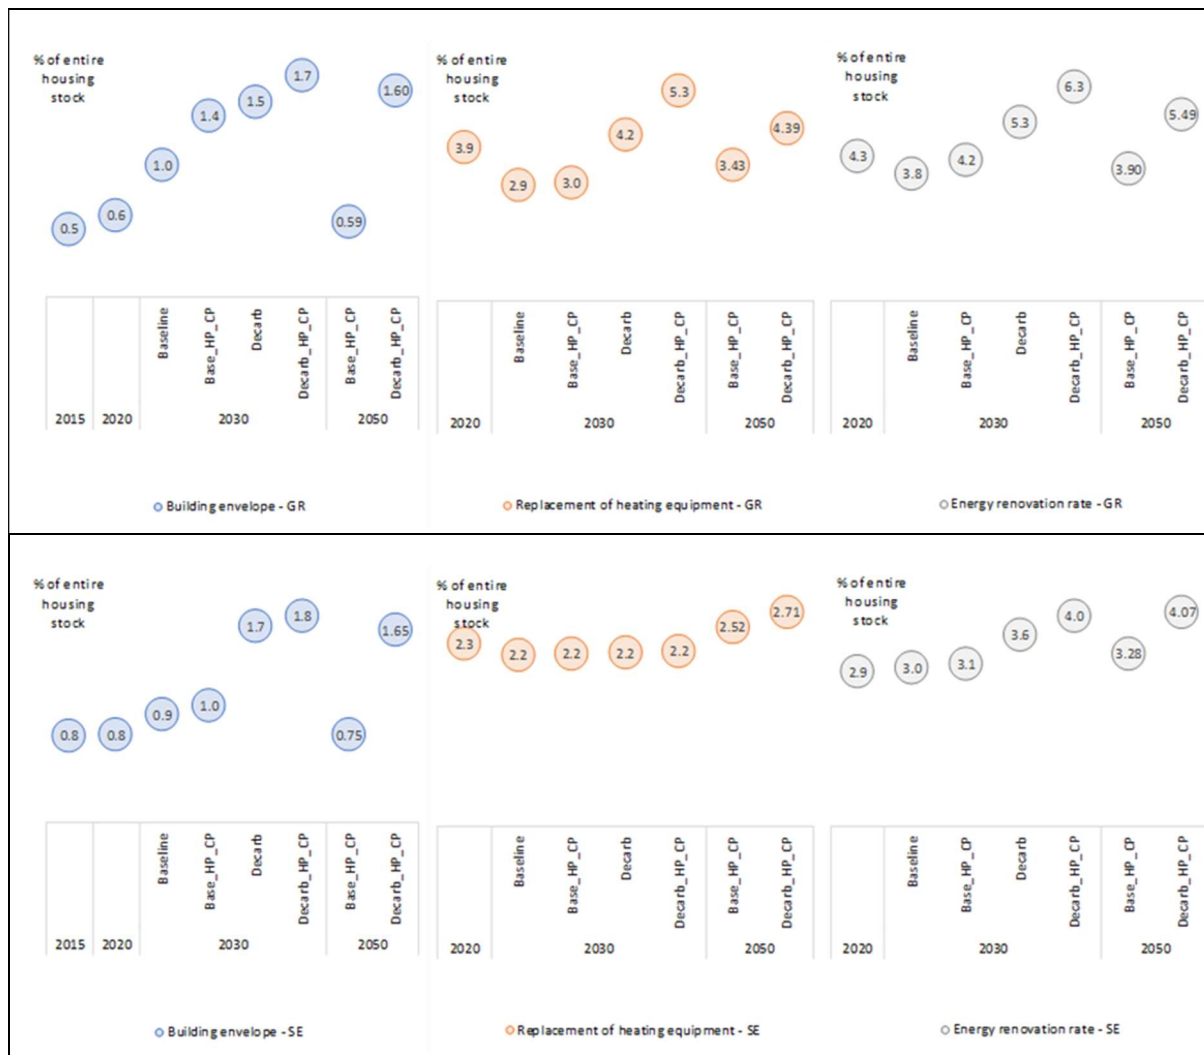 % of entire
housing
stock
0.5
0.6
1.0
1.4
1.5
1.7
0.59
1.60
Baseline
Base_HP_CP
Decarb
Decarb_HP_CP
Base_HP_CP
Decarb_HP_CP
2015
2020
2030
2050
Building envelope - GR
% of entire
housing
stock
3.9
2.9
3.0
4.2
5.3
3.43
4.39
Baseline
Base_HP_CP
Decarb
Decarb_HP_CP
Base_HP_CP
Decarb_HP_CP
2020
2030
2050
Replacement of heating equipment - GR
% of entire
housing
stock
4.3
3.8
4.2
5.3
6.3
3.90
5.49
Baseline
Base_HP_CP
Decarb
Decarb_HP_CP
Base_HP_CP
Decarb_HP_CP
2020
2030
2050
Energy renovation rate - GR
% of entire
housing
stock
0.8
0.8
0.9
1.0
1.7
1.8
0.75
1.65
Baseline
Base_HP_CP
Decarb
Decarb_HP_CP
Base_HP_CP
Decarb_HP_CP
2015
2020
2030
2050
Building envelope - SE
% of entire
housing
stock
2.3
2.2
2.2
2.2
2.2
2.52
2.71
Baseline
Base_HP_CP
Decarb
Decarb_HP_CP
Base_HP_CP
Decarb_HP_CP
2020
2030
2050
Replacement of heating equipment - SE
% of entire
housing
stock
2.9
3.0
3.1
3.6
4.0
3.28
4.07
Baseline
Base_HP_CP
Decarb
Decarb_HP_CP
Base_HP_CP
Decarb_HP_CP
2020
2030
2050
Energy renovation rate - SE